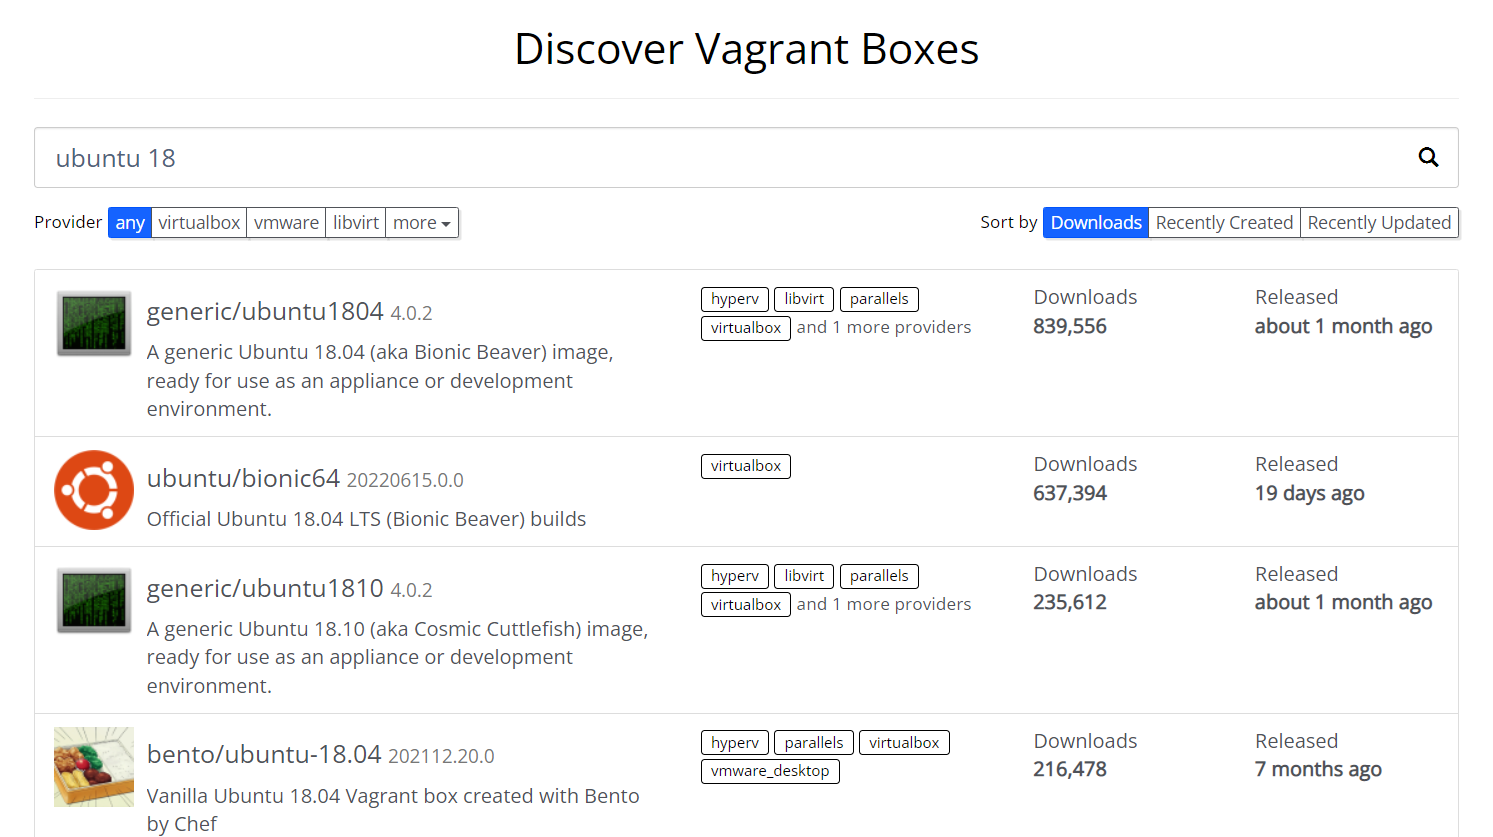 Discover Vagrant Boxes
ubuntu 18
Provider any virtualbox vmware libvirt more
Sort by Downloads Recently Created Recently Updated
generic/ubuntu1804 4.0.2
A generic Ubuntu 18.04 (aka Bionic Beaver) image,
ready for use as an appliance or development
environment.
hyperv libvirt parallels
virtualbox and 1 more providers
Downloads
839,556
Released
about 1 month ago
ubuntu/bionic64 20220615.0.0
Official Ubuntu 18.04 LTS (Bionic Beaver) builds
virtualbox
Downloads
637,394
Released
19 days ago
generic/ubuntu1810 4.0.2
A generic Ubuntu 18.10 (aka Cosmic Cuttlefish) image,
ready for use as an appliance or development
environment.
hyperv libvirt parallels
virtualbox and 1 more providers
Downloads
235,612
Released
about 1 month ago
bento/ubuntu-18.04 202112.20.0
Vanilla Ubuntu 18.04 Vagrant box created with Bento
by Chef
hyperv parallels virtualbox
vmware_desktop
Downloads
216,478
Released
7 months ago